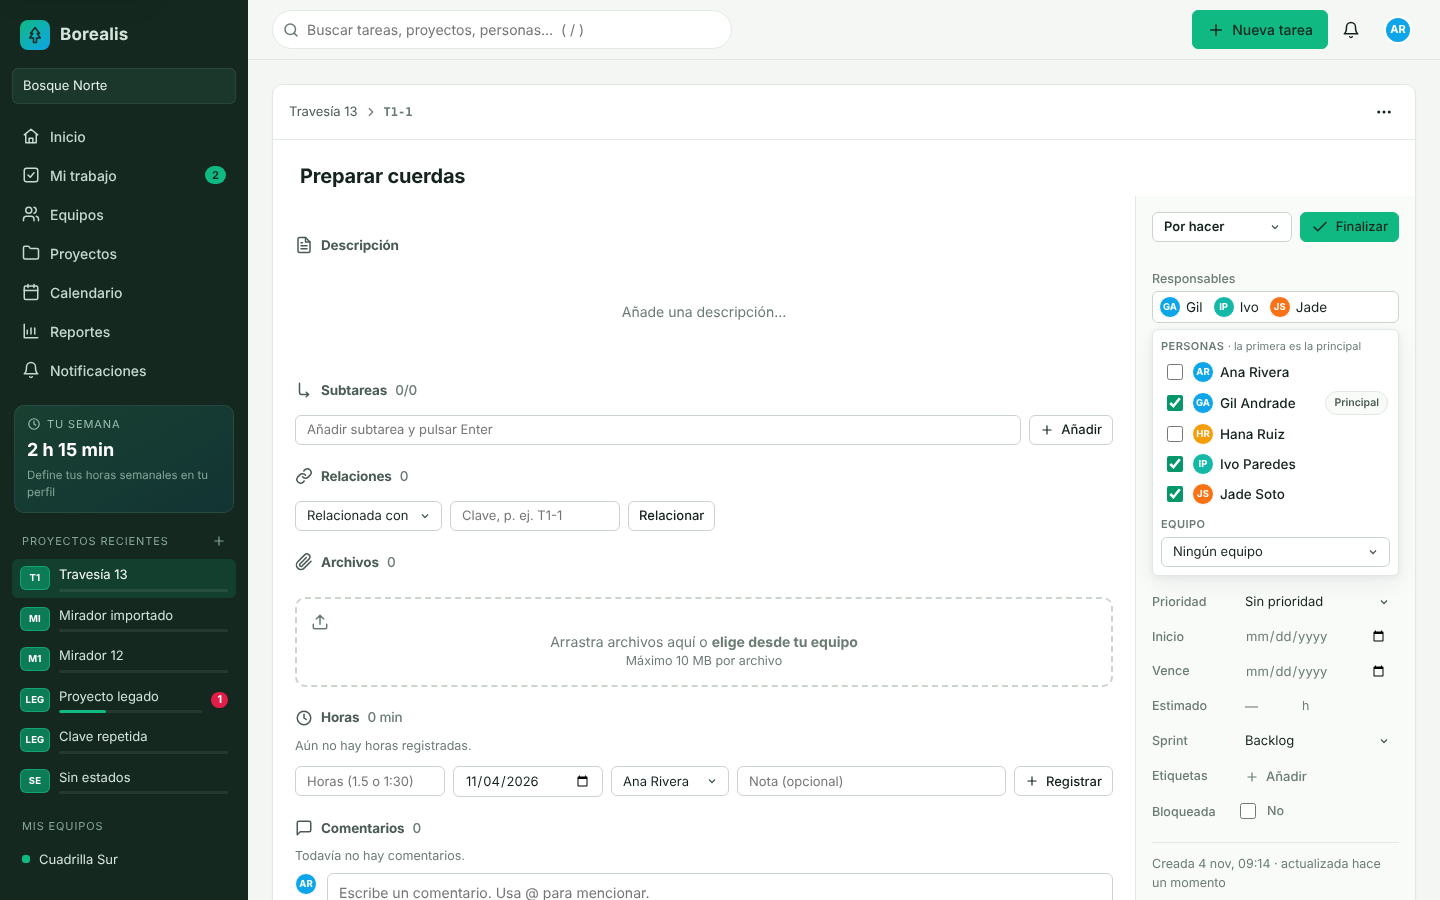 Borealis
Bosque Norte
Inicio
Mi trabajo 2
Equipos
Proyectos
Calendario
Reportes
Notificaciones
TU SEMANA
2 h 15 min
Define tus horas semanales en tu
perfil
PROYECTOS RECIENTES
T1 Travesía 13
MI Mirador importado
M1 Mirador 12
LEG Proyecto legado 1
LEG Clave repetida
SE Sin estados
MIS EQUIPOS
Cuadrilla Sur
Buscar tareas, proyectos, personas... ( / )
Nueva tarea
AR
Travesía 13 > T1-1
Preparar cuerdas
Descripción
Añade una descripción...
Subtareas 0/0
Añadir subtarea y pulsar Enter
Añadir
Relaciones 0
Relacionada con
Clave, p. ej. T1-1
Relacionar
Archivos 0
Arrastra archivos aquí o elige desde tu equipo
Máximo 10 MB por archivo
Horas 0 min
Aún no hay horas registradas.
Horas (1.5 o 1:30)
11/04/2026
Ana Rivera
Nota (opcional)
Registrar
Comentarios 0
Todavía no hay comentarios.
AR
Escribe un comentario. Usa @ para mencionar.
Por hacer
Finalizar
Responsables
GA Gil IP Ivo JS Jade
PERSONAS · la primera es la principal
AR Ana Rivera
GA Gil Andrade Principal
HR Hana Ruiz
IP Ivo Paredes
JS Jade Soto
EQUIPO
Ningún equipo
Prioridad Sin prioridad
Inicio mm/dd/yyyy
Vence mm/dd/yyyy
Estimado — h
Sprint Backlog
Etiquetas + Añadir
Bloqueada No
Creada 4 nov, 09:14 · actualizada hace
un momento